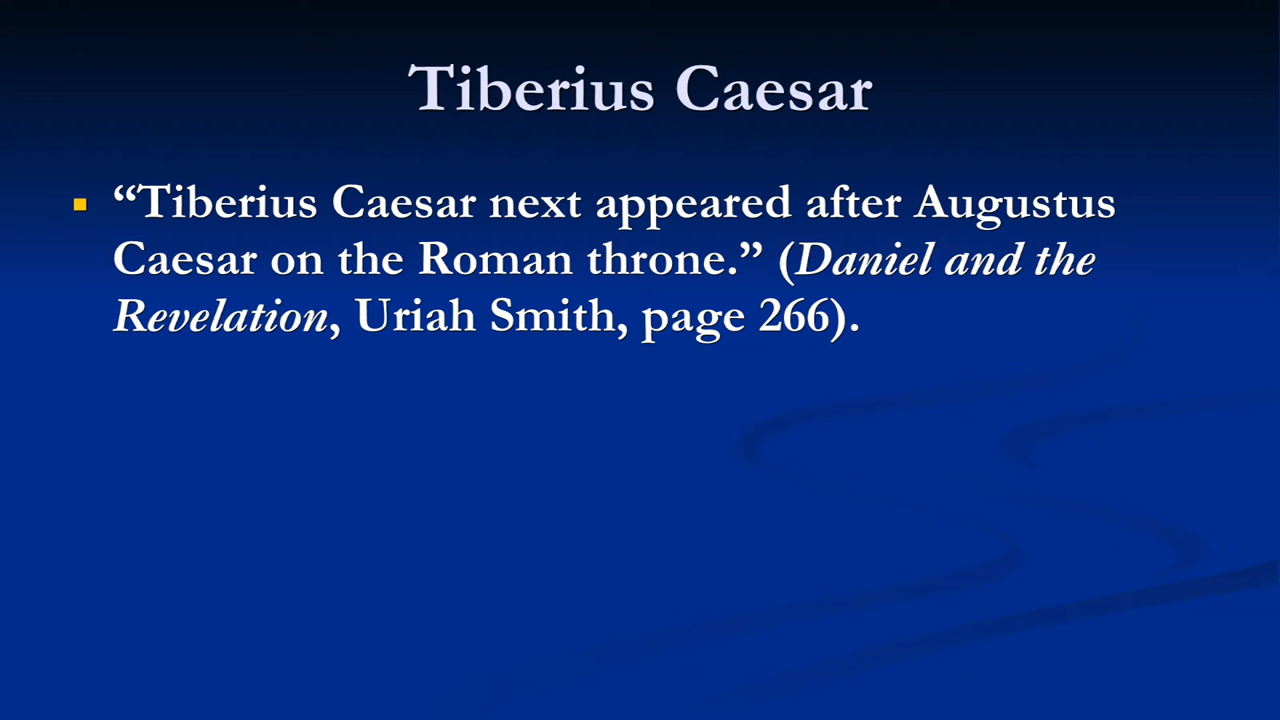 Tiberius Caesar
“Tiberius Caesar next appeared after Augustus
Caesar on the Roman throne.” (Daniel and the
Revelation, Uriah Smith, page 266).